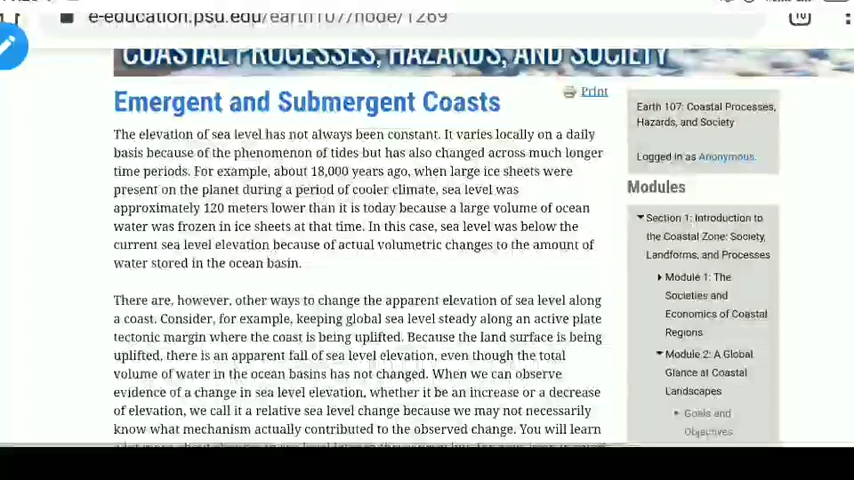 e-education.psu.edu/earth107/node/1269
COASTAL PROCESSES, HAZARDS, AND SOCIETY
Print
Emergent and Submergent Coasts
The elevation of sea level has not always been constant. It varies locally on a daily
basis because of the phenomenon of tides but has also changed across much longer
time periods. For example, about 18,000 years ago, when large ice sheets were
present on the planet during a period of cooler climate, sea level was
approximately 120 meters lower than it is today because a large volume of ocean
water was frozen in ice sheets at that time. In this case, sea level was below the
current sea level elevation because of actual volumetric changes to the amount of
water stored in the ocean basin.
There are, however, other ways to change the apparent elevation of sea level along
a coast. Consider, for example, keeping global sea level steady along an active plate
tectonic margin where the coast is being uplifted. Because the land surface is being
uplifted, there is an apparent fall of sea level elevation, even though the total
volume of water in the ocean basins has not changed. When we can observe
evidence of a change in sea level elevation, whether it be an increase or a decrease
of elevation, we call it a relative sea level change because we may not necessarily
know what mechanism actually contributed to the observed change. You will learn
Earth 107: Coastal Processes,
Hazards, and Society
Logged in as Anonymous.
Modules
Section 1: Introduction to
the Coastal Zone: Society,
Landforms, and Processes
Module 1: The
Societies and
Economics of Coastal
Regions
Module 2: A Global
Glance at Coastal
Landscapes
Goals and
Objectives